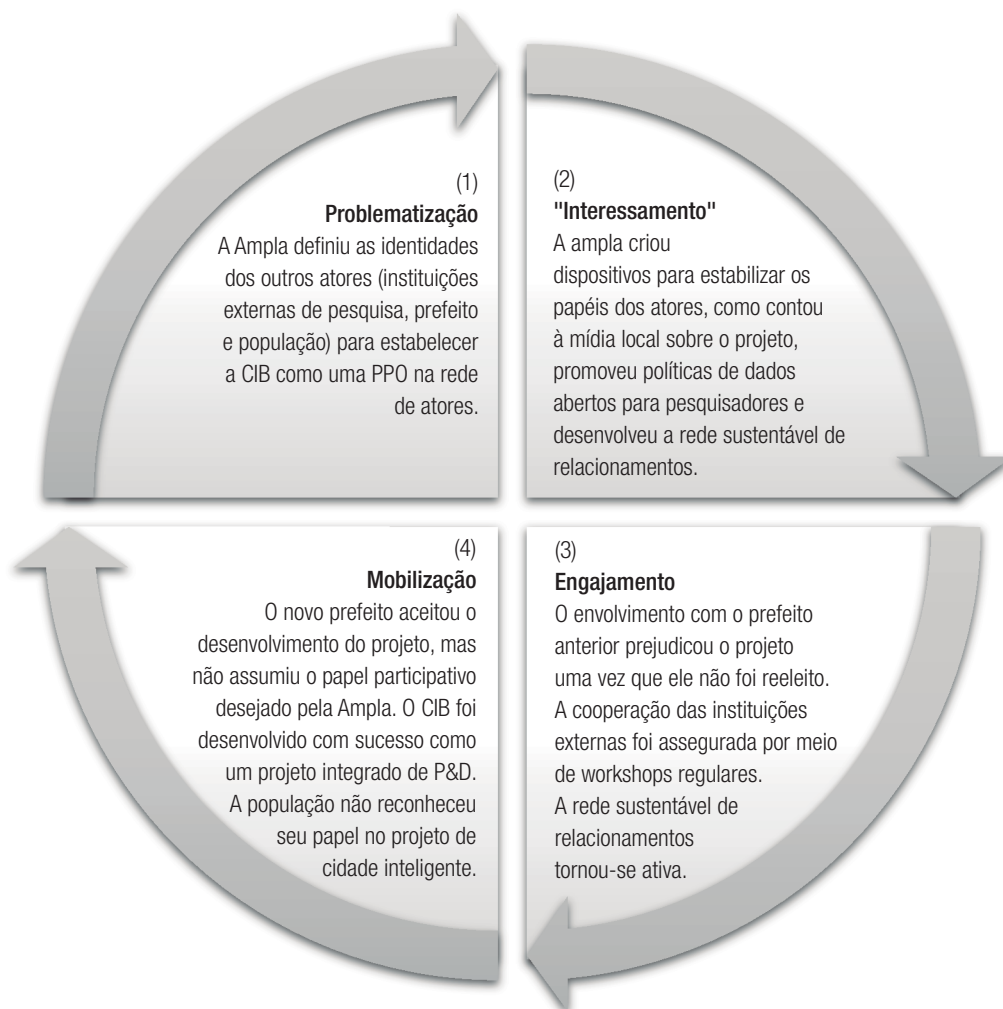 (1)
Problematização
A Ampla definiu as identidades
dos outros atores (instituições
externas de pesquisa, prefeito
e população) para estabelecer
a CIB como uma PPO na rede
de atores.
(2)
"Interessamento"
A ampla criou
dispositivos para estabilizar os
papéis dos atores, como contou
à mídia local sobre o projeto,
promoveu políticas de dados
abertos para pesquisadores e
desenvolveu a rede sustentável de
relacionamentos.
(3)
Engajamento
O envolvimento com o prefeito
anterior prejudicou o projeto
uma vez que ele não foi reeleito.
A cooperação das instituições
externas foi assegurada por meio
de workshops regulares.
A rede sustentável de
relacionamentos
tornou-se ativa.
(4)
Mobilização
O novo prefeito aceitou o
desenvolvimento do projeto, mas
não assumiu o papel participativo
desejado pela Ampla. O CIB foi
desenvolvido com sucesso como
um projeto integrado de P&D.
A população não reconheceu
seu papel no projeto de
cidade inteligente.